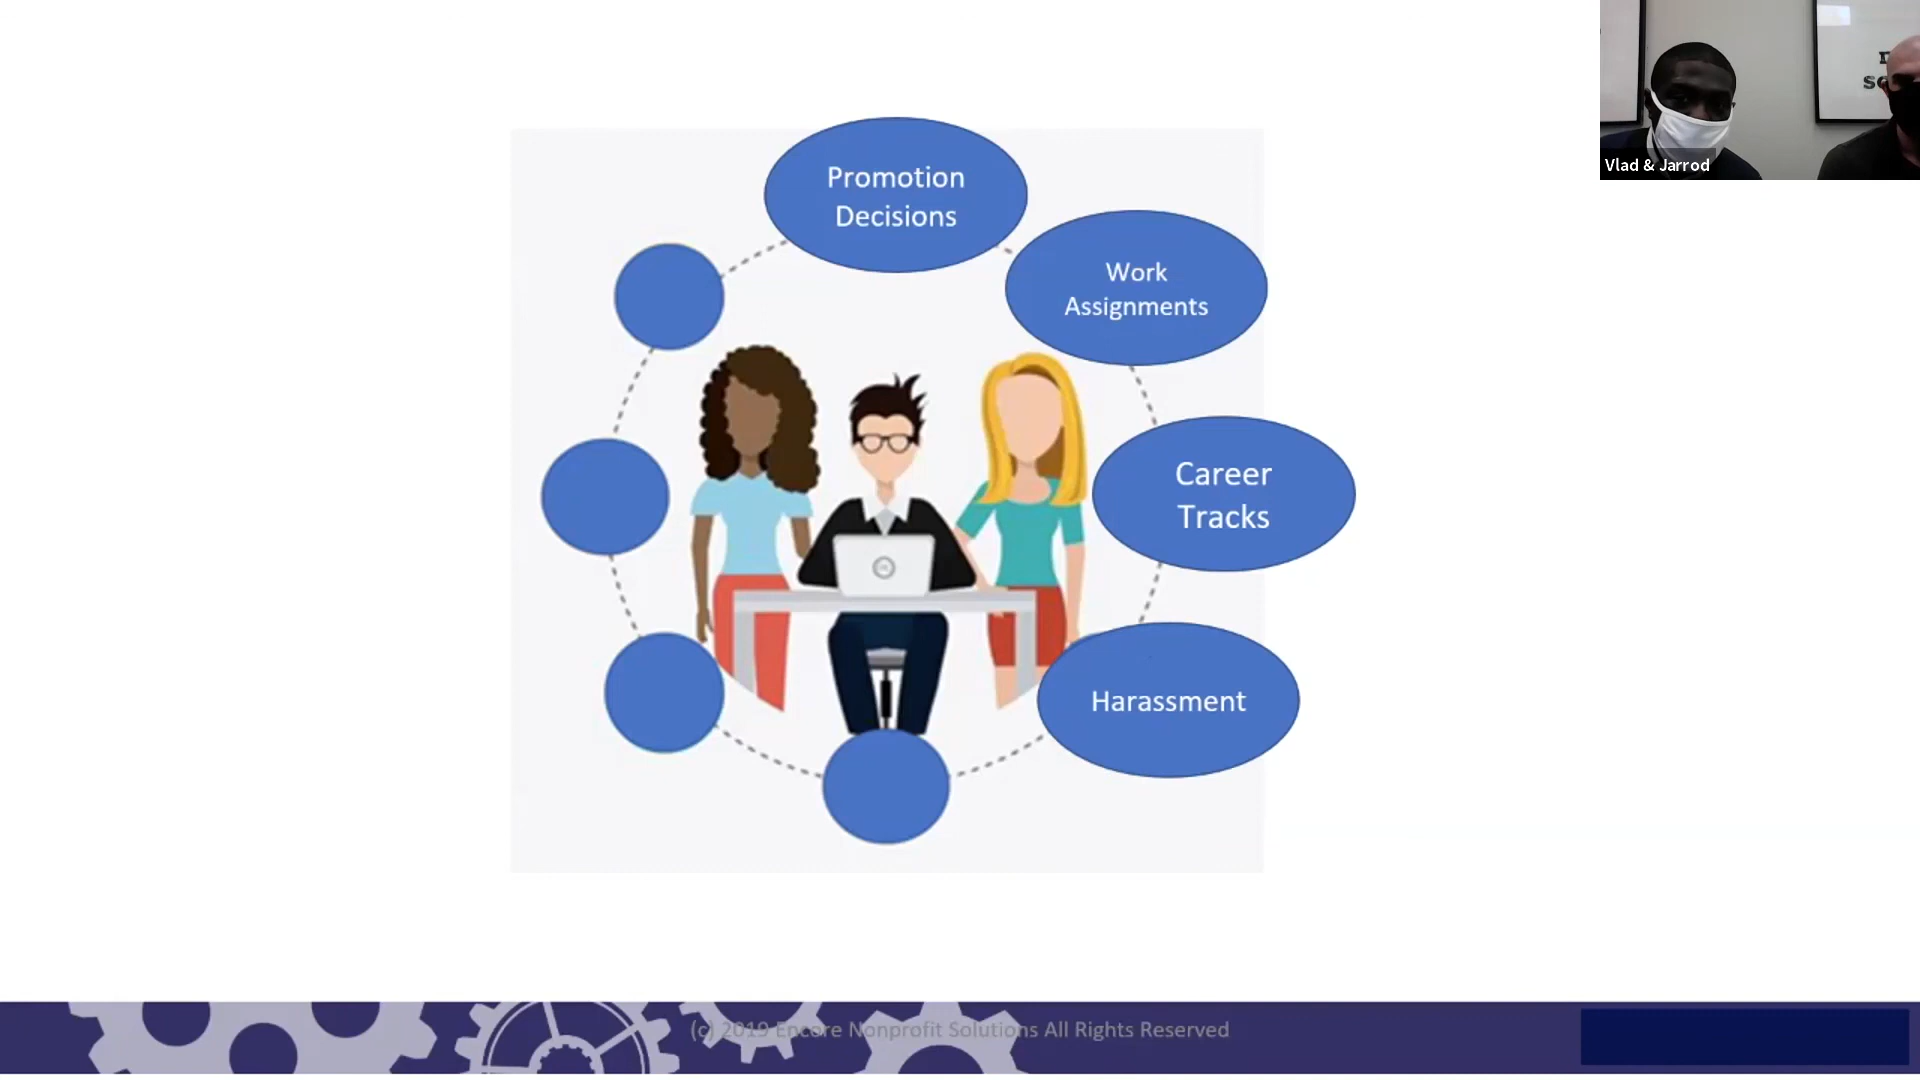 Promotion
Decisions
Work
Assignments
Career
Tracks
Harassment
Vlad & Jarrod
(c) 2019 Encore Nonprofit Solutions All Rights Reserved